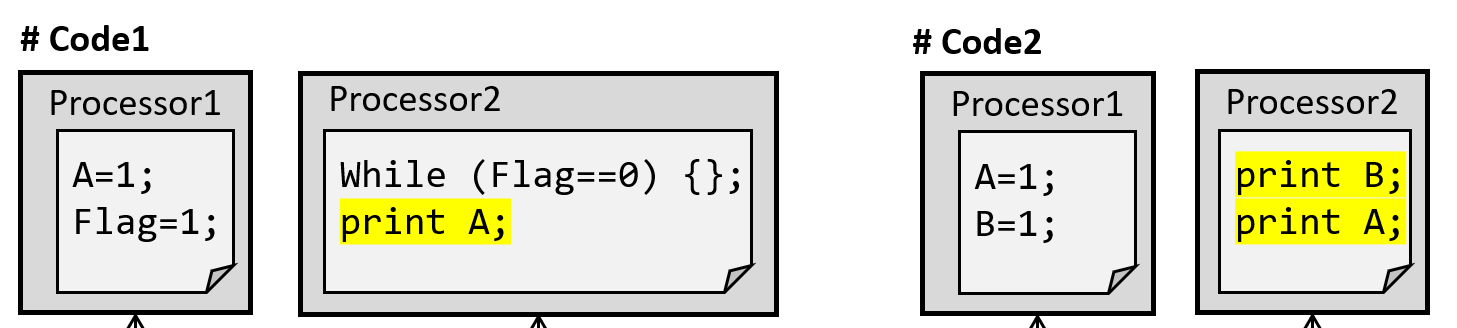 # Code1
Processor1
A=1;
Flag=1;
Processor2
While (Flag==0) {};
print A;
# Code2
Processor1
A=1;
B=1;
Processor2
print B;
print A;